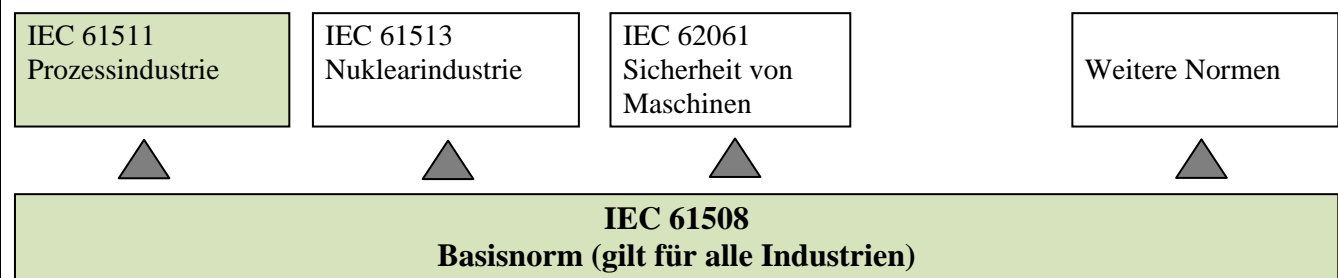 IEC 61511
Prozessindustrie
IEC 61513
Nuklearindustrie
IEC 62061
Sicherheit von
Maschinen
Weitere Normen
IEC 61508
Basisnorm (gilt für alle Industrien)